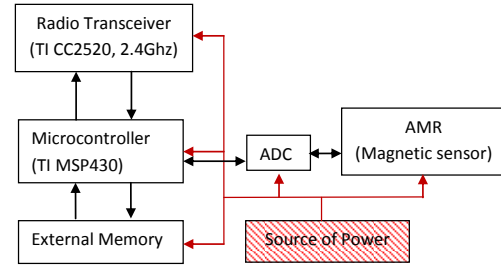 Radio Transceiver
(TI CC2520, 2.4Ghz)
Microcontroller
(TI MSP430)
ADC
AMR
(Magnetic sensor)
External Memory
Source of Power